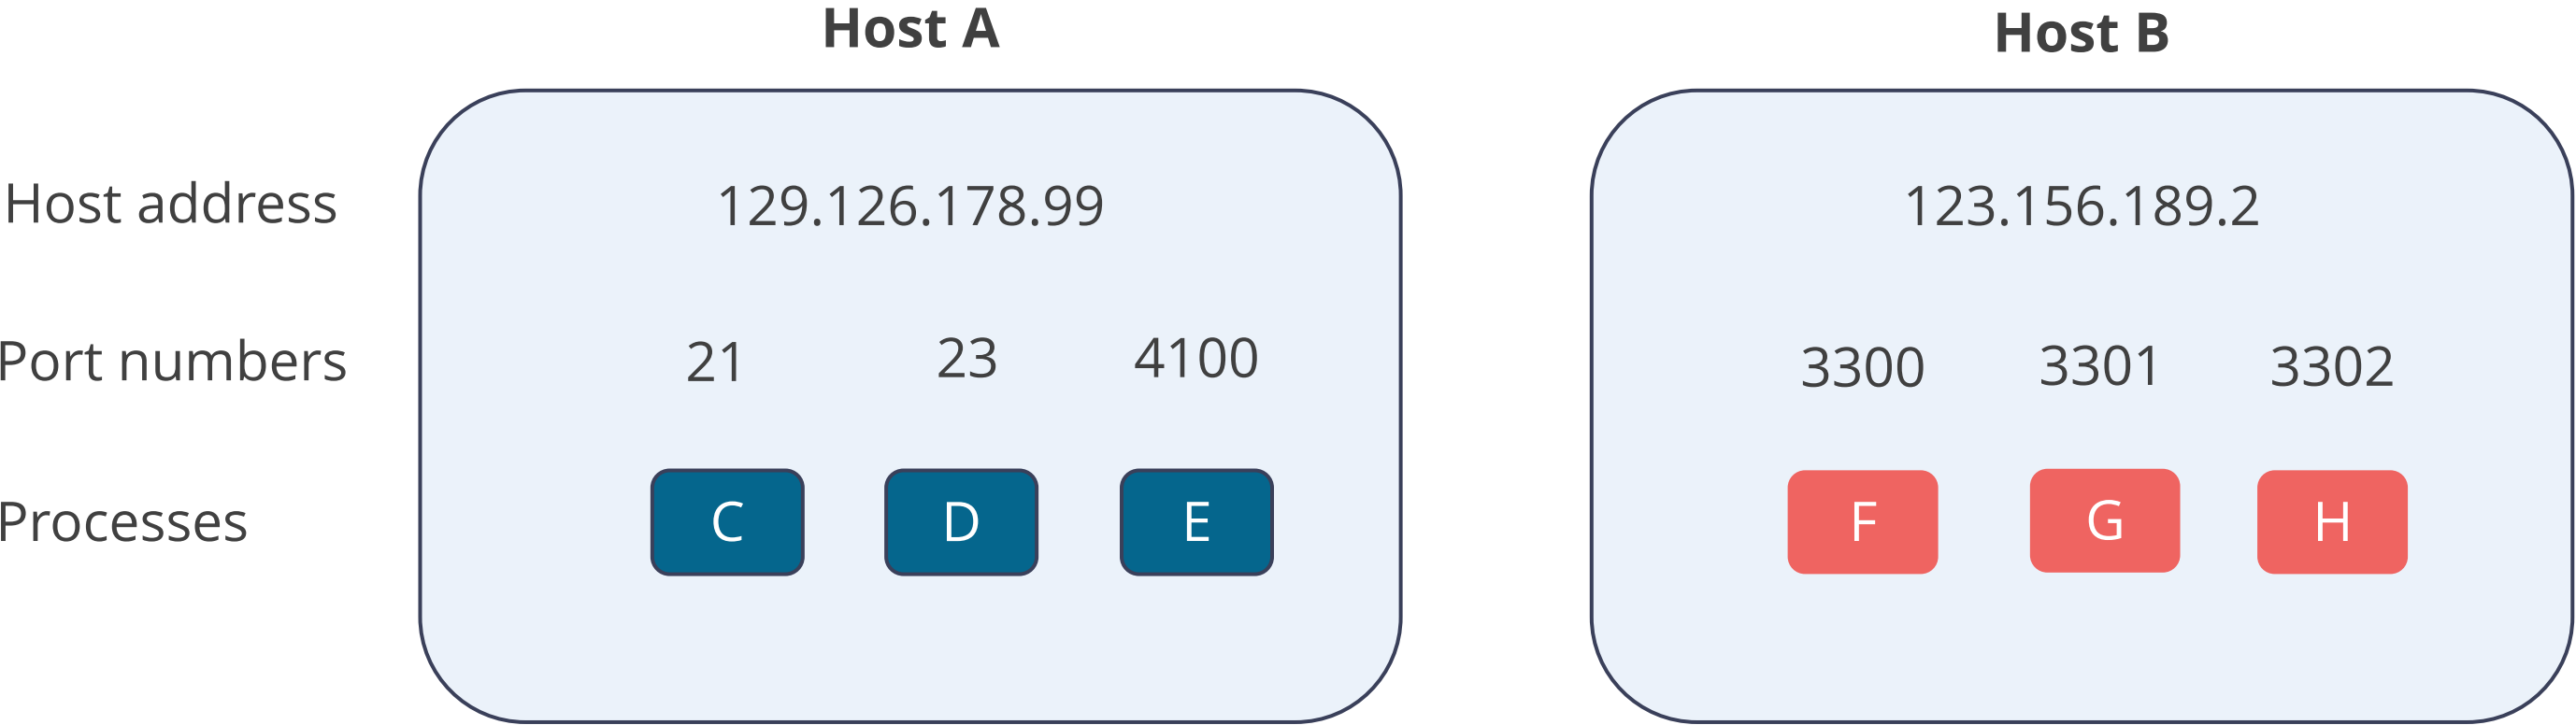 Host A Host B
Host address 129.126.178.99 123.156.189.2
Port numbers 21 23 4100 3300 3301 3302
Processes C D E F G H